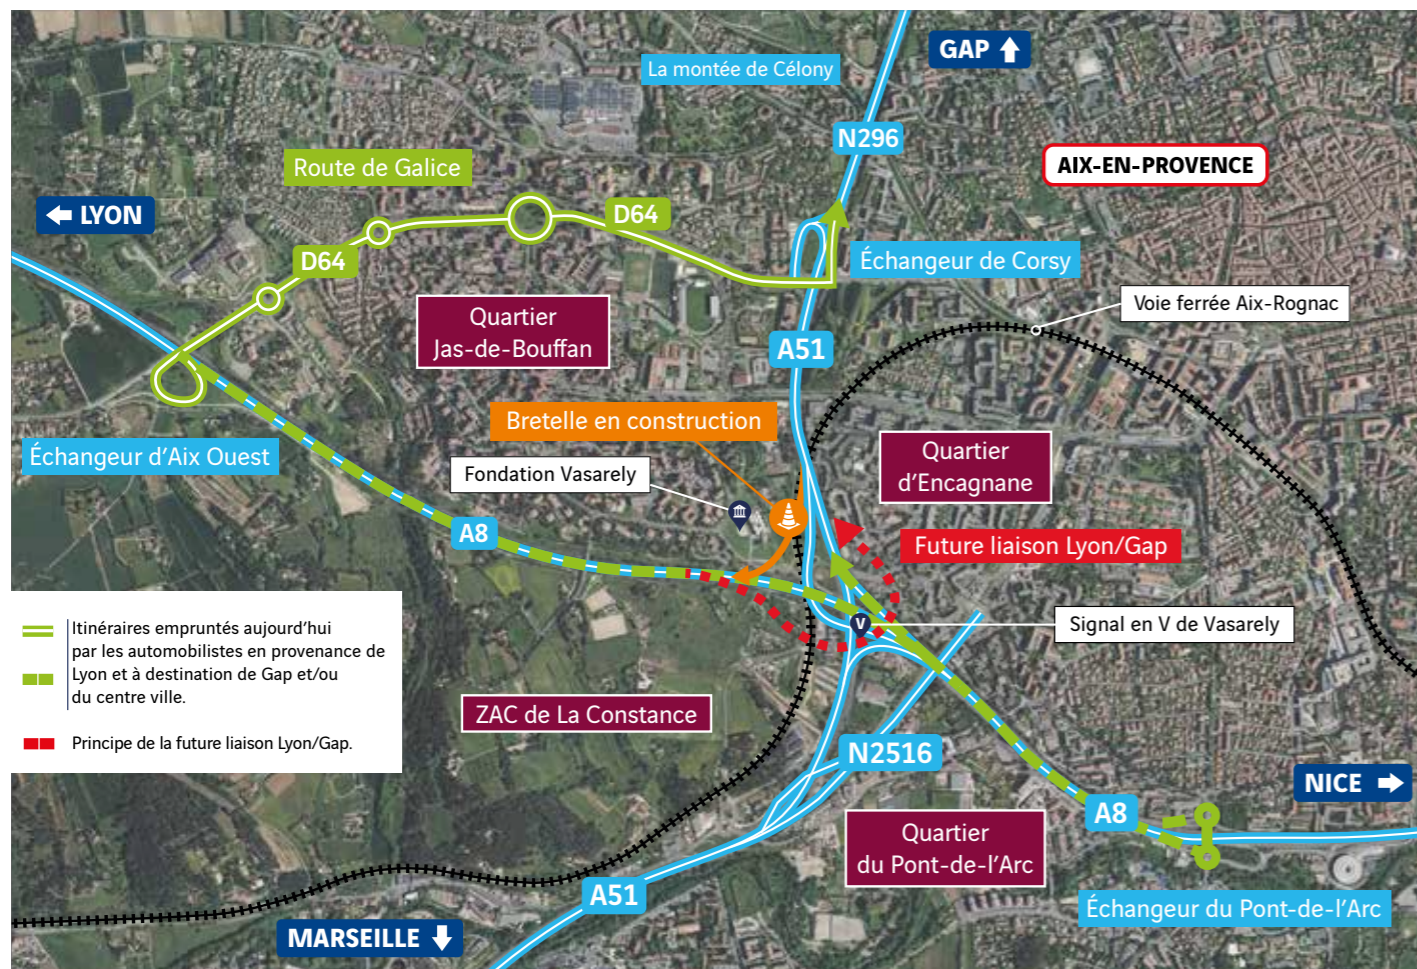 GAP
La montée de Célony
N296
AIX-EN-PROVENCE
Route de Galice
LYON
D64
D64
Échangeur de Corsy
Voie ferrée Aix-Rognac
Quartier
Jas-de-Bouffan
A51
Bretelle en construction
Échangeur d'Aix Ouest
Fondation Vasarely
Quartier
d'Encagnane
A8
Future liaison Lyon/Gap
Itinéraires empruntés aujourd'hui
par les automobilistes en provenance de
Lyon et à destination de Gap et/ou
du centre ville.
Principe de la future liaison Lyon/Gap.
V
Signal en V de Vasarely
ZAC de La Constance
N2516
NICE
A8
Quartier
du Pont-de-l'Arc
A51
Échangeur du Pont-de-l'Arc
MARSEILLE